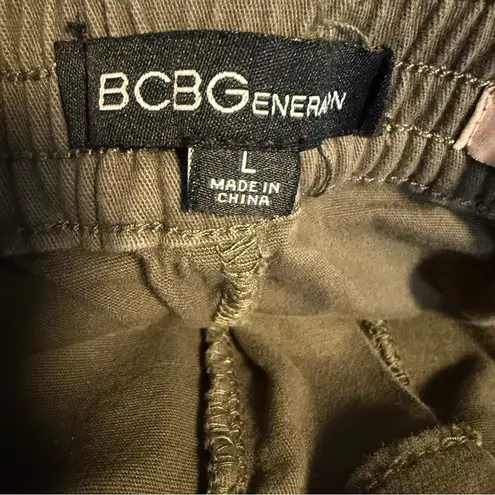 BCBGENERATION
L
MADE IN
CHINA